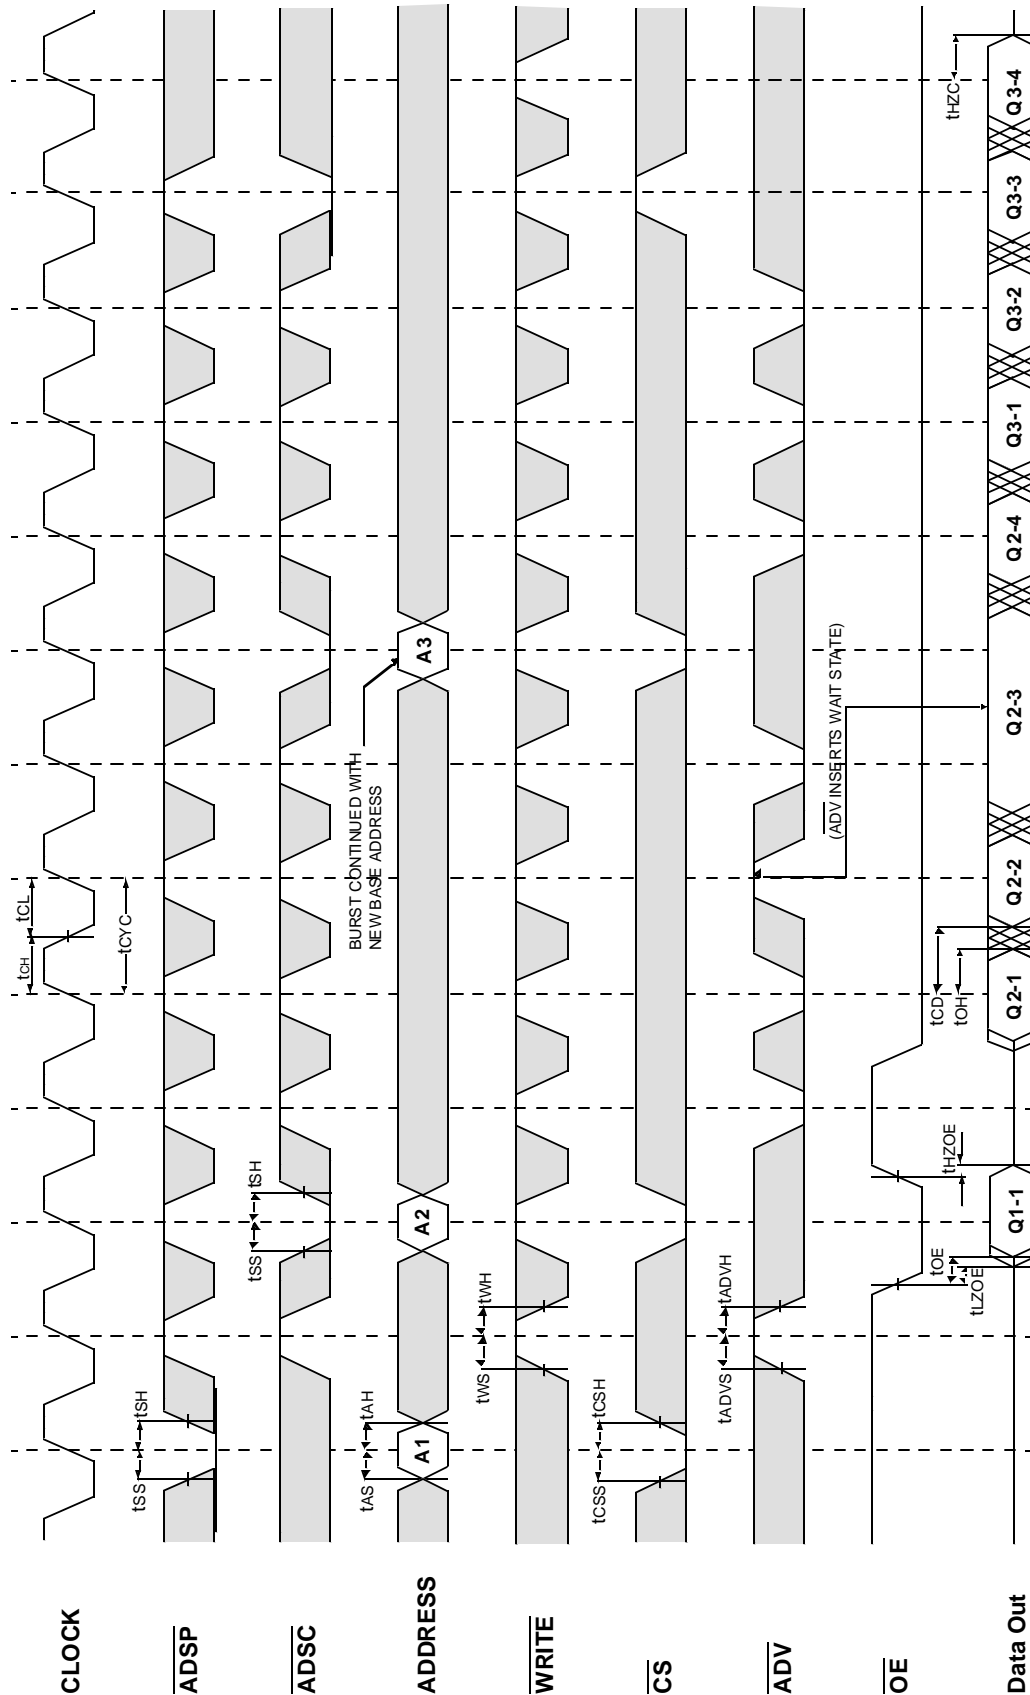 CLOCK
tCH
tCL
tCYC
ADSP
tSS
tSH
ADSC
tSS
tSH
ADDRESS
tAS
tAH
A1
A2
A3
BURST CONTINUED WITH
NEW BASE ADDRESS
WRITE
tWS
tWH
CS
tCSS
tCSH
ADV
tADVS
tADVH
(ADV INSERTS WAIT STATE)
OE
tLZOE
tOE
tHZOE
tCD
tOH
tHZC
Data Out
Q1-1
Q2-1
Q2-2
Q2-3
Q2-4
Q3-1
Q3-2
Q3-3
Q3-4